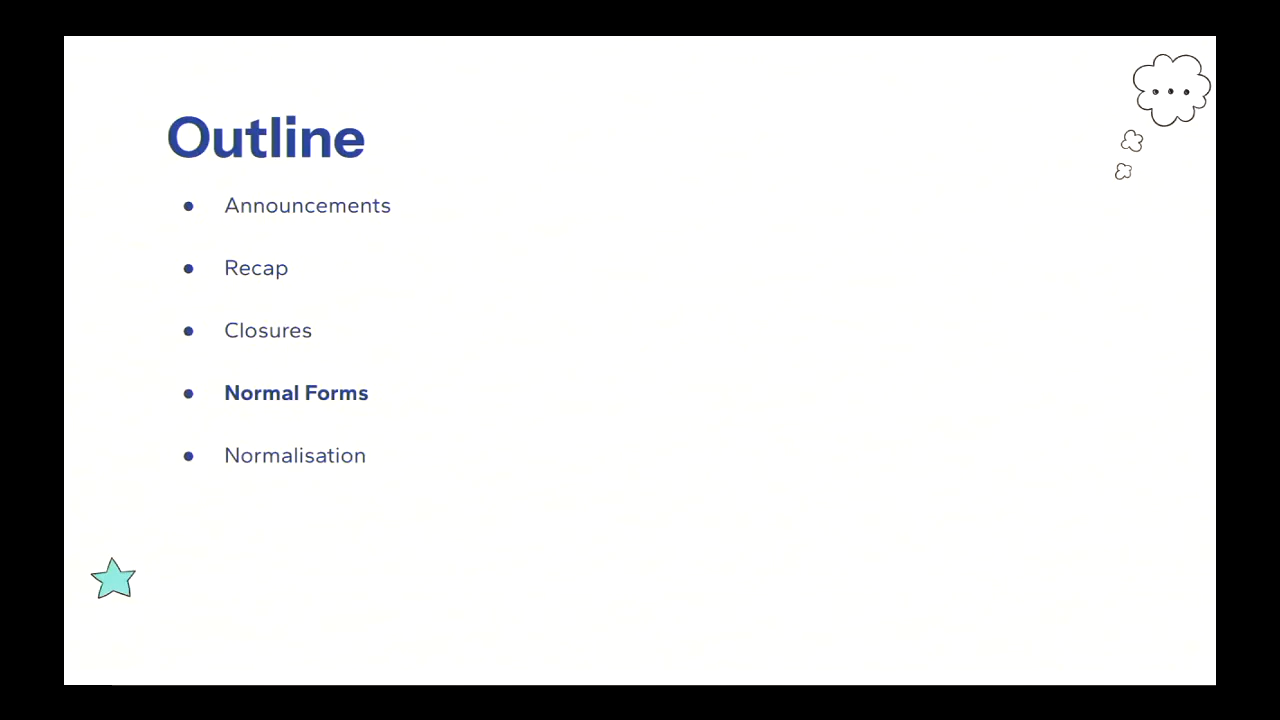 Outline
● Announcements
● Recap
● Closures
● Normal Forms
● Normalisation